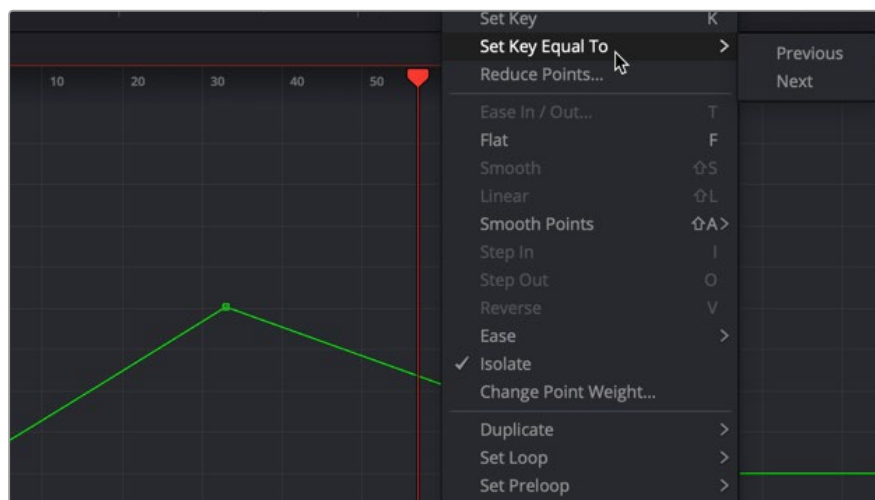 Set Key K
Set Key Equal To >
Previous
Next
Reduce Points...
10 20 30 40 50
Ease In / Out... T
Flat F
Smooth ⇧S
Linear ⇧L
Smooth Points ⇧A>
Step In I
Step Out O
Reverse V
Ease >
✓ Isolate
Change Point Weight...
Duplicate >
Set Loop >
Set Preloop >